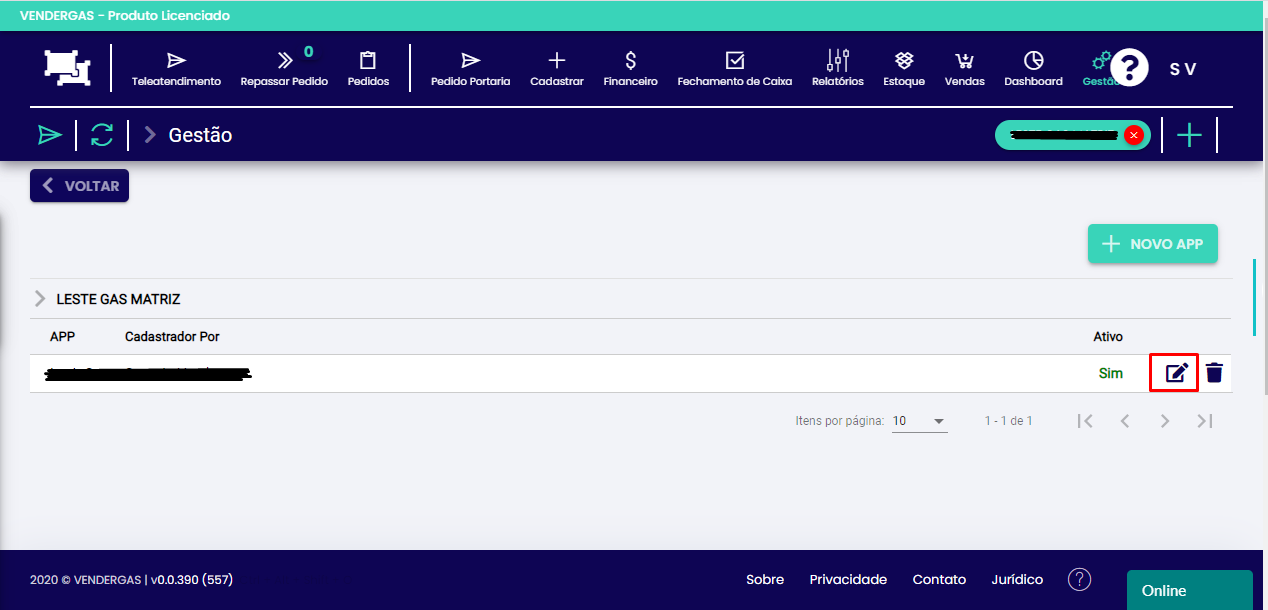 VENDERGAS - Produto Licenciado
0
Teleatendimento Repassar Pedido Pedidos Pedido Portaria Cadastrar Financeiro Fechamento de Caixa Relatórios Estoque Vendas Dashboard Gestão ? S V
Gestão
VOLTAR
NOVO APP
LESTE GAS MATRIZ
APP Cadastrador Por Ativo
Sim
Itens por página: 10 1 - 1 de 1
2020 © VENDERGAS | v0.0.390 (557) Sobre Privacidade Contato Jurídico ?
Online